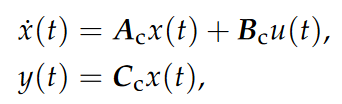 ẋ(t) = A_c x(t) + B_c u(t),
y(t) = C_c x(t),